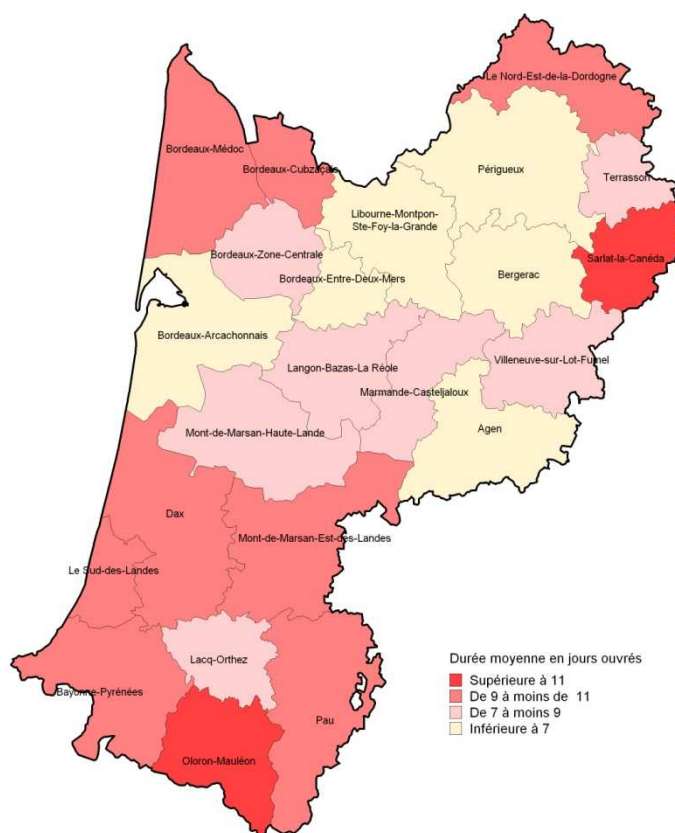 Le Nord-Est-de-la-Dordogne
Bordeaux-Médoc
Bordeaux-Cubzaçais
Périgueux
Terrasson
Libourne-Montpon-
Ste-Foy-la-Grande
Bordeaux-Zone-Centrale
Sarlat-la-Canéda
Bordeaux-Entre-Deux-Mers
Bergerac
Bordeaux-Arcachonnais
Villeneuve-sur-Lot-Fumel
Langon-Bazas-La Réole
Marmande-Casteljaloux
Agen
Mont-de-Marsan-Haute-Lande
Dax
Mont-de-Marsan-Est-des-Landes
Le Sud-des-Landes
Lacq-Orthez
Bayonne-Pyrénées
Pau
Oloron-Mauléon
Durée moyenne en jours ouvrés
Supérieure à 11
De 9 à moins de 11
De 7 à moins 9
Inférieure à 7